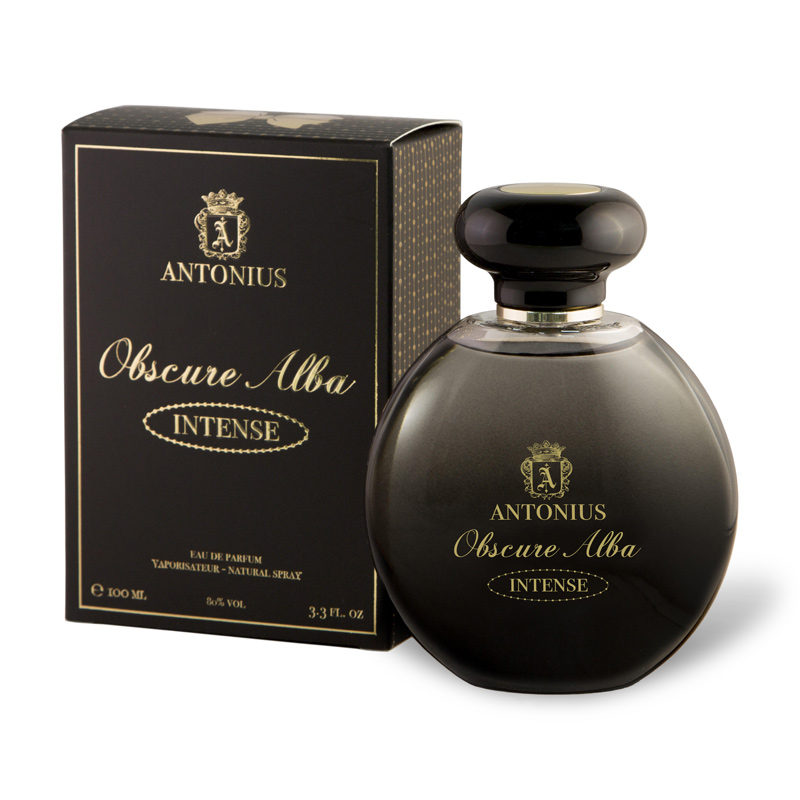 A
ANTONIUS
Obscure Alba
INTENSE
EAU DE PARFUM
VAPORISATEUR - NATURAL SPRAY
℮ 100 ML
80% VOL
3.3 FL. OZ
A
ANTONIUS
Obscure Alba
INTENSE